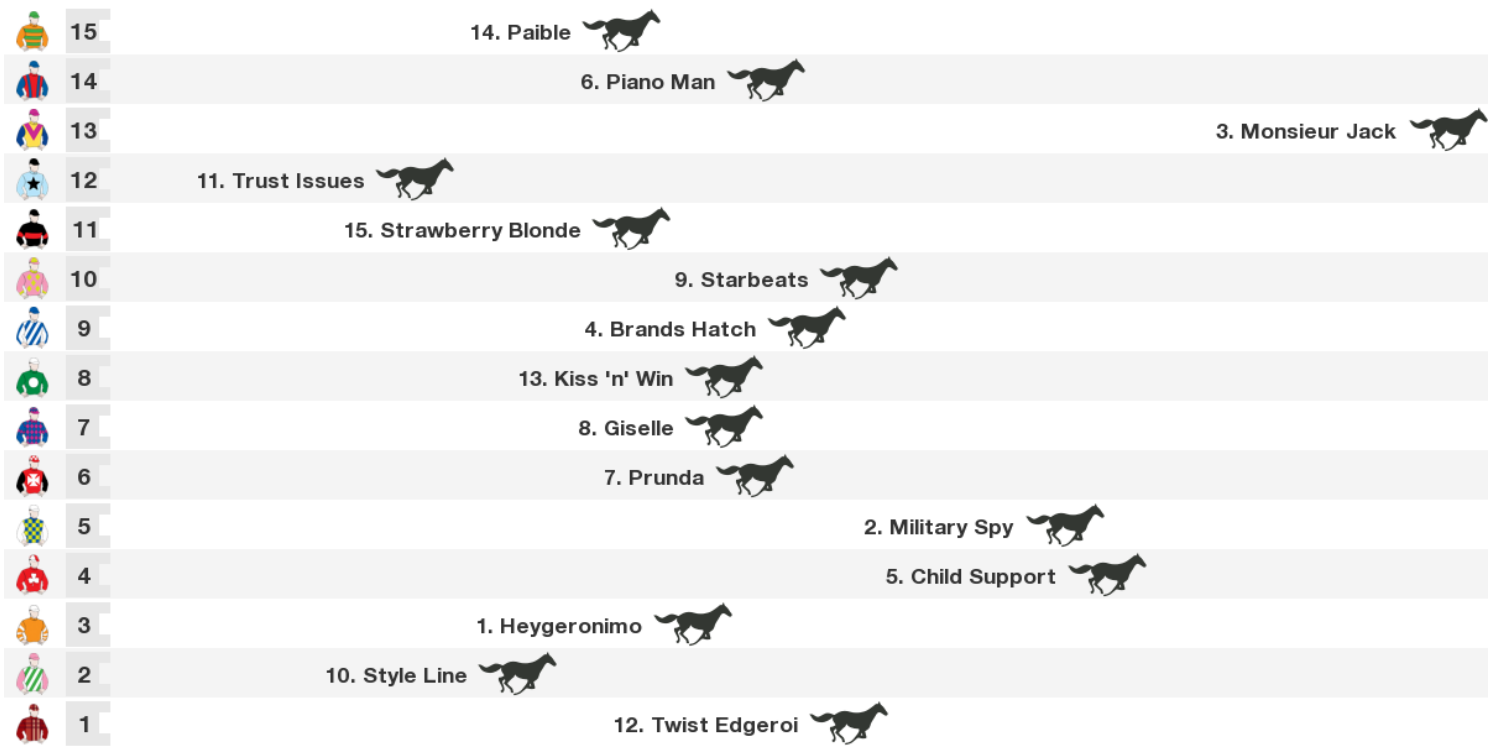 15 14. Paible
14 6. Piano Man
13 3. Monsieur Jack
12 11. Trust Issues
11 15. Strawberry Blonde
10 9. Starbeats
9 4. Brands Hatch
8 13. Kiss 'n' Win
7 8. Giselle
6 7. Prunda
5 2. Military Spy
4 5. Child Support
3 1. Heygeronimo
2 10. Style Line
1 12. Twist Edgeroi